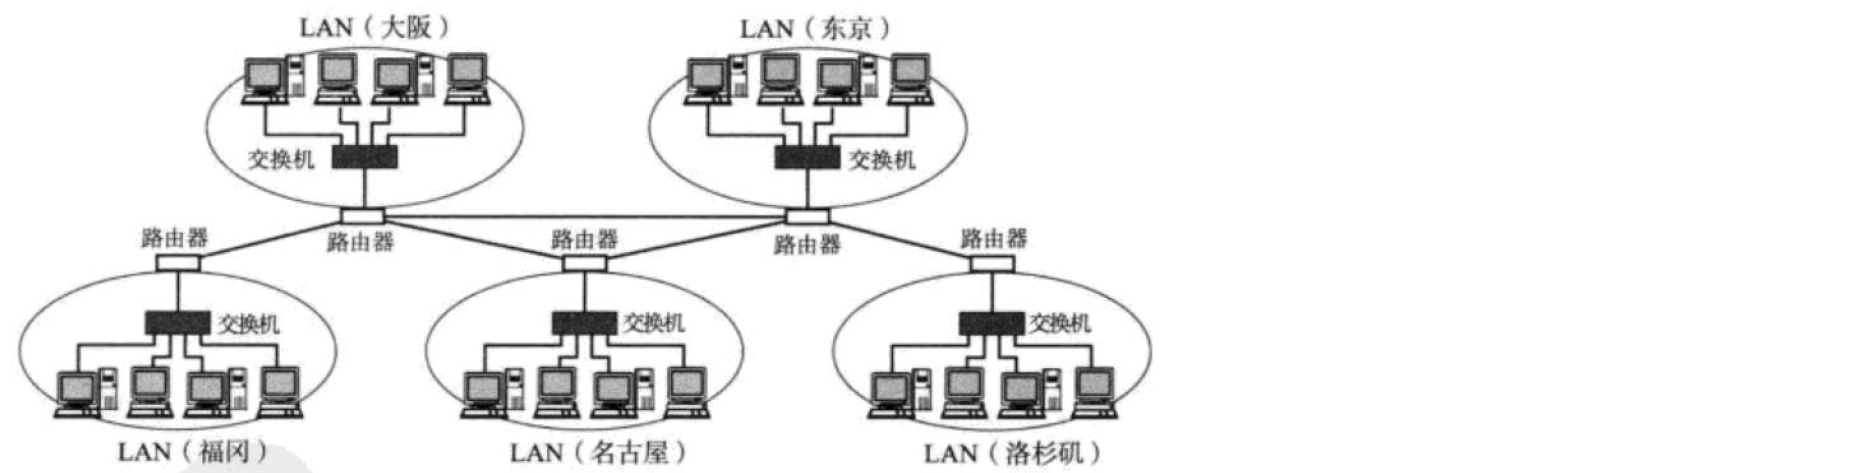 LAN（大阪）
LAN（东京）
交换机
交换机
路由器
路由器
路由器
路由器
路由器
交换机
交换机
交换机
LAN（福冈）
LAN（名古屋）
LAN（洛杉矶）